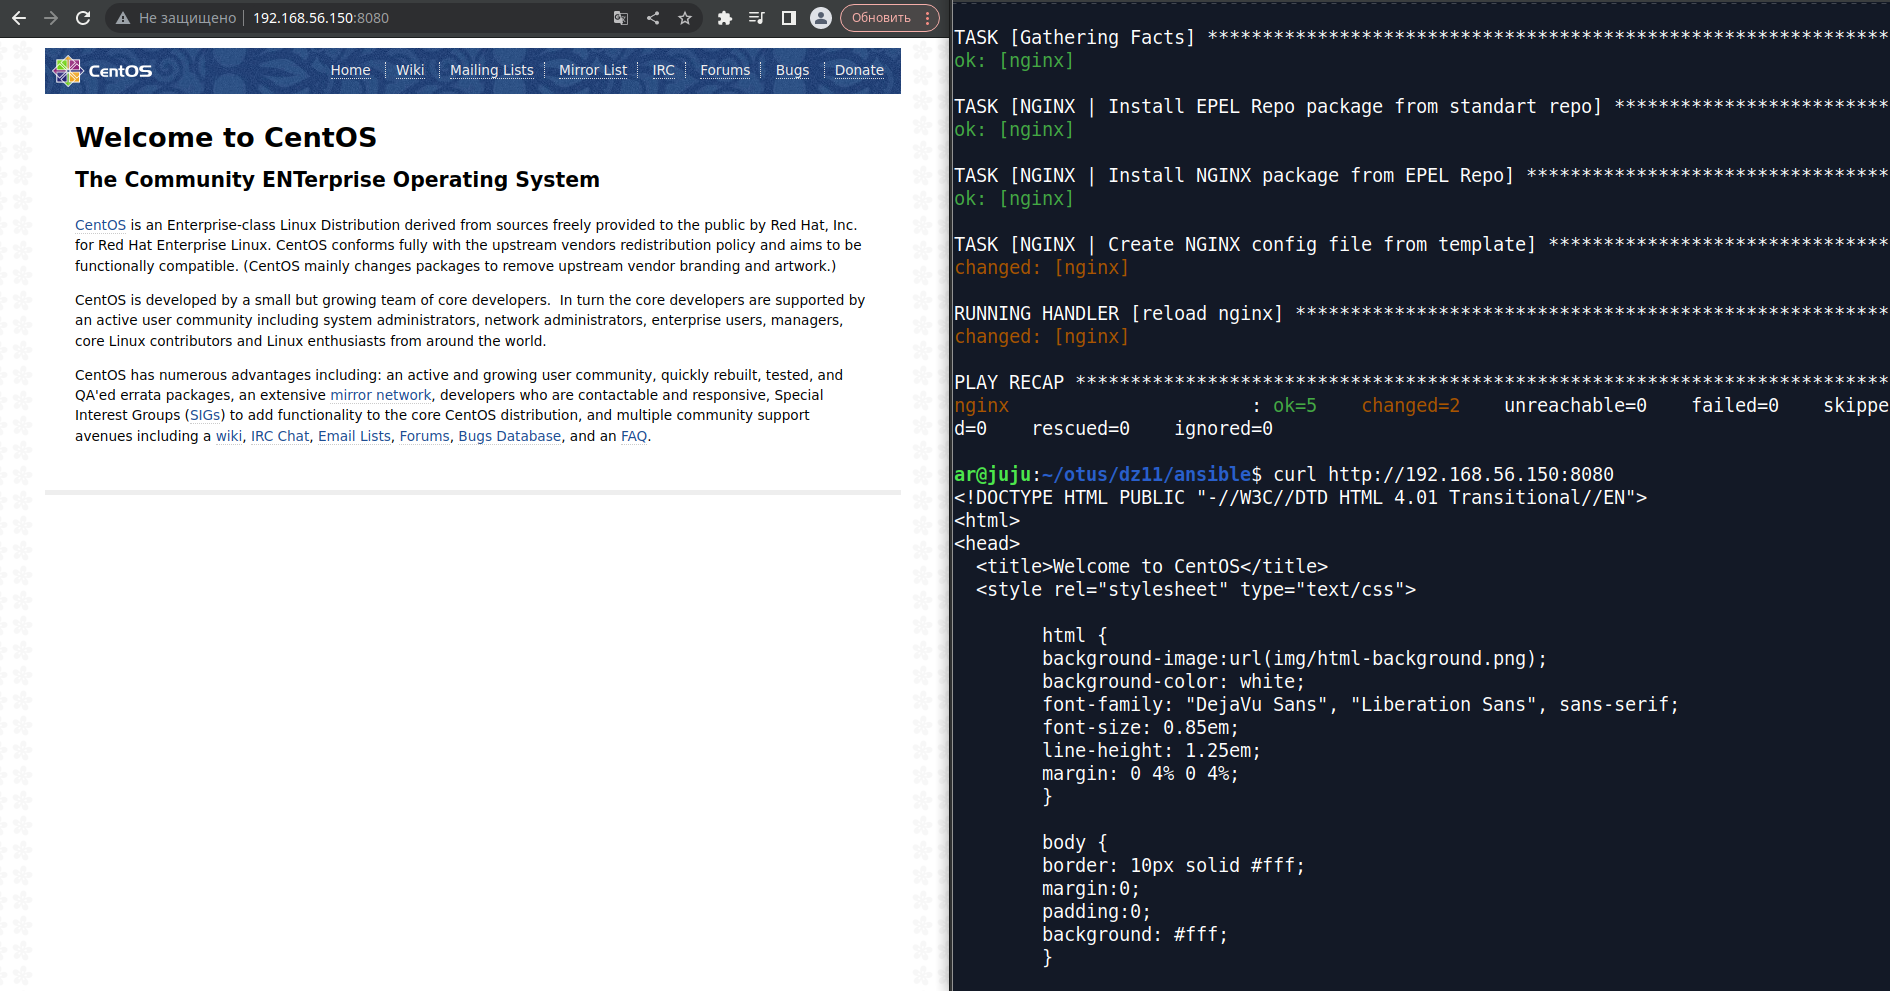 Не защищено
192.168.56.150:8080
Обновить
CentOS
Home
Wiki
Mailing Lists
Mirror List
IRC
Forums
Bugs
Donate
Welcome to CentOS
The Community ENTerprise Operating System
CentOS is an Enterprise-class Linux Distribution derived from sources freely provided to the public by Red Hat, Inc.
for Red Hat Enterprise Linux. CentOS conforms fully with the upstream vendors redistribution policy and aims to be
functionally compatible. (CentOS mainly changes packages to remove upstream vendor branding and artwork.)
CentOS is developed by a small but growing team of core developers.  In turn the core developers are supported by
an active user community including system administrators, network administrators, enterprise users, managers,
core Linux contributors and Linux enthusiasts from around the world.
CentOS has numerous advantages including: an active and growing user community, quickly rebuilt, tested, and
QA'ed errata packages, an extensive mirror network, developers who are contactable and responsive, Special
Interest Groups (SIGs) to add functionality to the core CentOS distribution, and multiple community support
avenues including a wiki, IRC Chat, Email Lists, Forums, Bugs Database, and an FAQ.
TASK [Gathering Facts] **************************************************************
ok: [nginx]
TASK [NGINX | Install EPEL Repo package from standart repo] *************************
ok: [nginx]
TASK [NGINX | Install NGINX package from EPEL Repo] *********************************
ok: [nginx]
TASK [NGINX | Create NGINX config file from template] *******************************
changed: [nginx]
RUNNING HANDLER [reload nginx] ******************************************************
changed: [nginx]
PLAY RECAP **************************************************************************
nginx                      : ok=5    changed=2    unreachable=0    failed=0    skippe
d=0    rescued=0    ignored=0
ar@juju:~/otus/dz11/ansible$ curl http://192.168.56.150:8080
<!DOCTYPE HTML PUBLIC "-//W3C//DTD HTML 4.01 Transitional//EN">
<html>
<head>
  <title>Welcome to CentOS</title>
  <style rel="stylesheet" type="text/css">
        html {
        background-image:url(img/html-background.png);
        background-color: white;
        font-family: "DejaVu Sans", "Liberation Sans", sans-serif;
        font-size: 0.85em;
        line-height: 1.25em;
        margin: 0 4% 0 4%;
        }
        body {
        border: 10px solid #fff;
        margin:0;
        padding:0;
        background: #fff;
        }